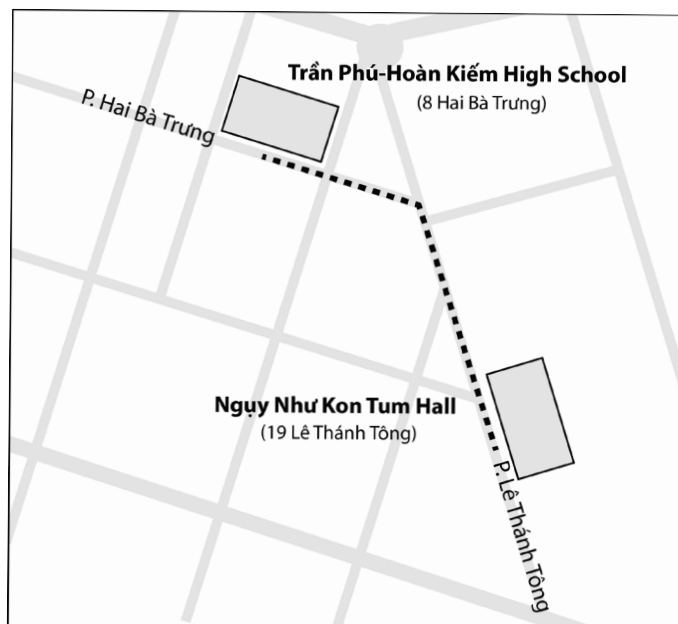 Trần Phú-Hoàn Kiếm High School
(8 Hai Bà Trưng)
P. Hai Bà Trưng
Ngụy Như Kon Tum Hall
(19 Lê Thánh Tông)
P. Lê Thánh Tông